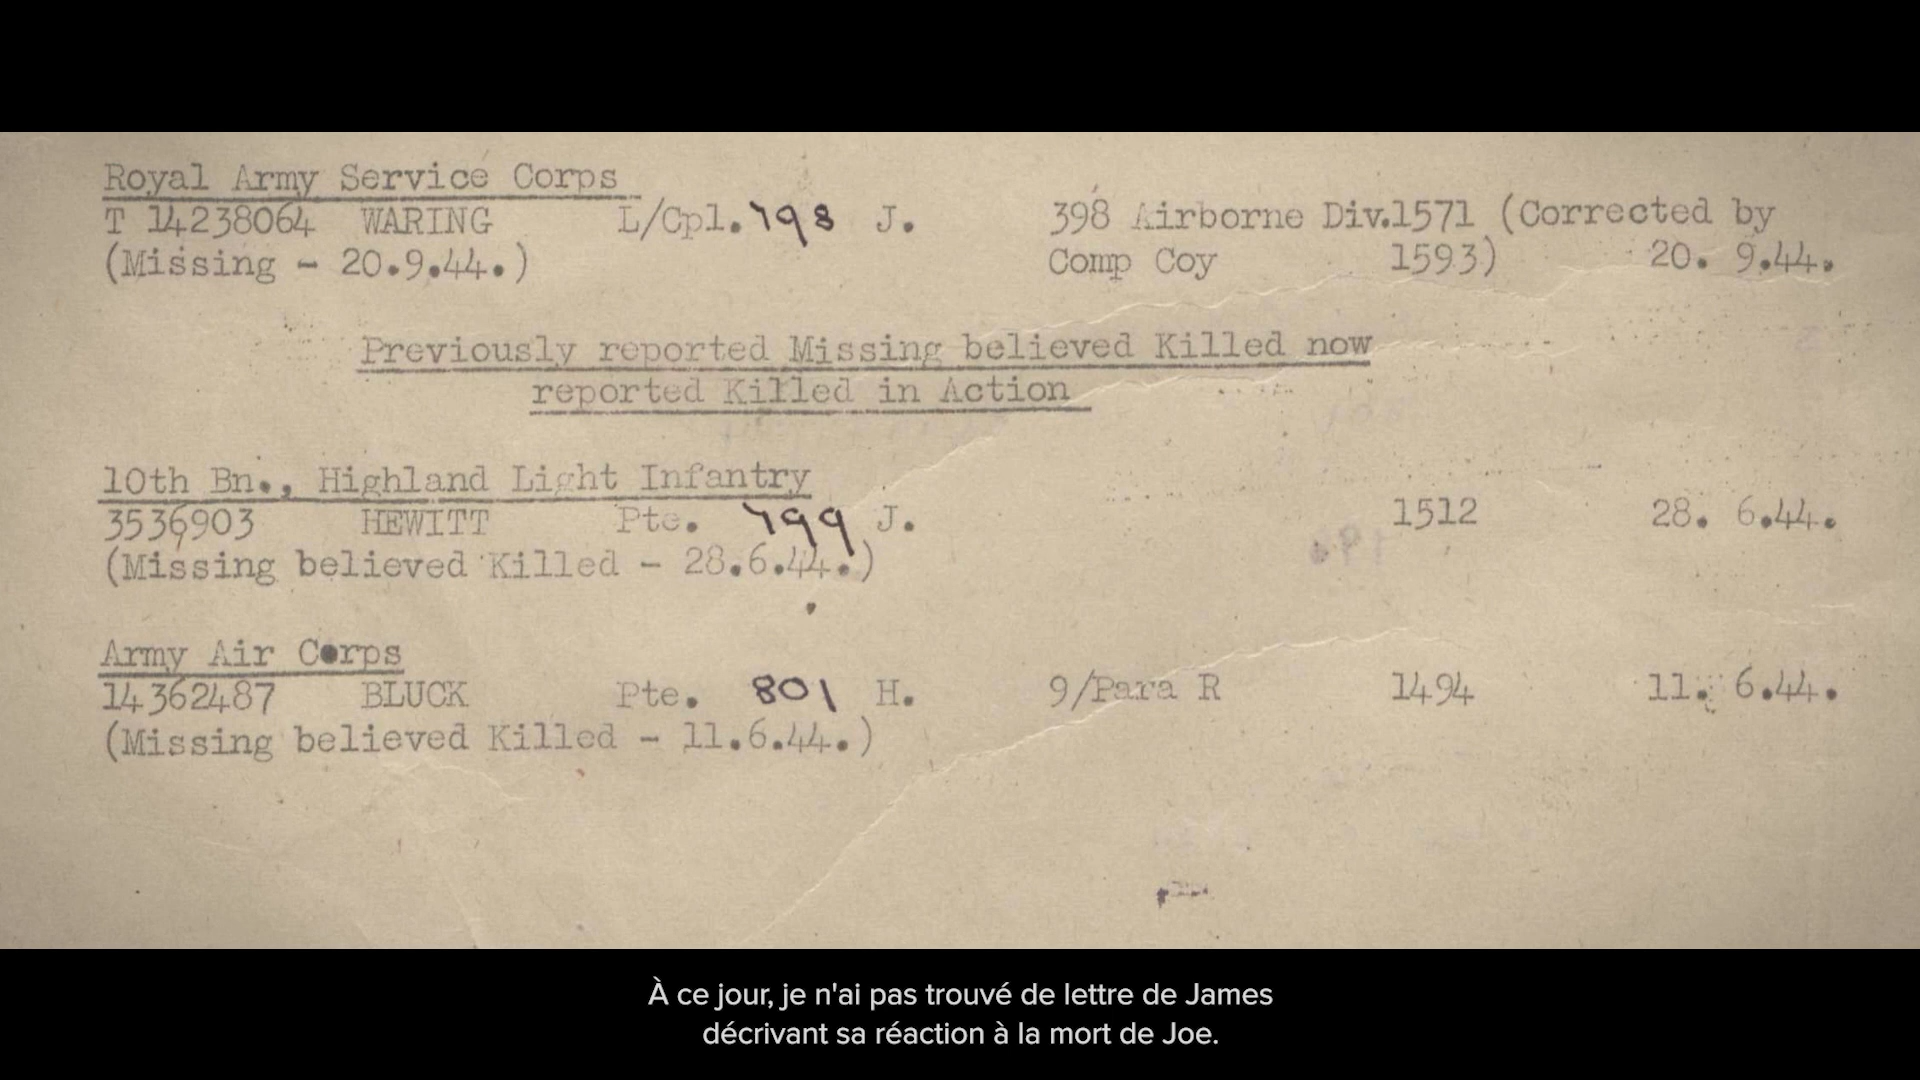 Royal Army Service Corps
T 14238064 WARING L/Cpl. 798 J. 398 Airborne Div.1571 (Corrected by
(Missing - 20.9.44.) Comp Coy 1593) 20. 9.44.
Previously reported Missing believed Killed now
reported Killed in Action
10th Bn., Highland Light Infantry
3536903 HEWITT Pte. 799 J. 1512 28. 6.44.
(Missing believed Killed - 28.6.44.)
Army Air Corps
14362487 BLUCK Pte. 801 H. 9/Para R 1494 11. 6.44.
(Missing believed Killed - 11.6.44.)
À ce jour, je n'ai pas trouvé de lettre de James
décrivant sa réaction à la mort de Joe.